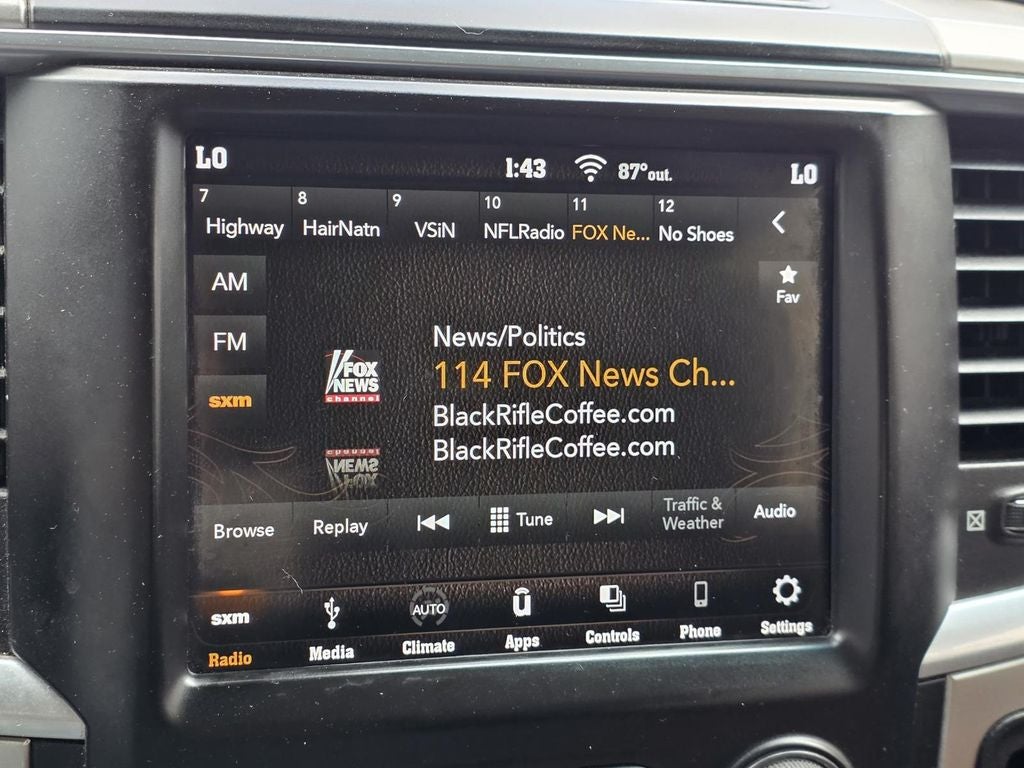 LO 1:43 87° out. LO
7 8 9 10 11 12
Highway HairNatn VSiN NFLRadio FOX Ne... No Shoes
AM
Fav
FM
News/Politics
FOX
NEWS
channel
114 FOX News Ch...
sxm
BlackRifleCoffee.com
BlackRifleCoffee.com
Browse Replay Tune Traffic &
Weather Audio
sxm AUTO
Radio Media Climate Apps Controls Phone Settings